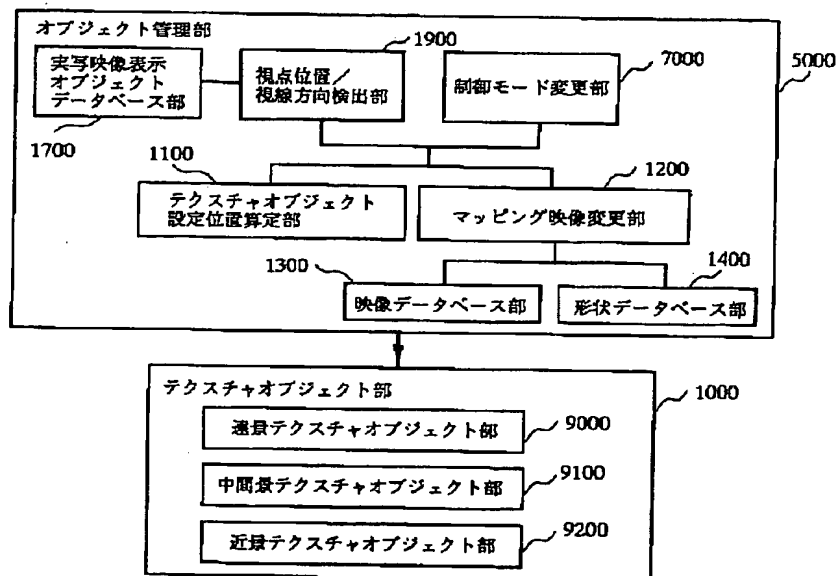 オブジェクト管理部
実写映像表示
オブジェクト
データベース部
1700
視点位置/
視線方向検出部
1900
制御モード変更部
7000
5000
1100
テクスチャオブジェクト
設定位置算定部
1200
マッピング映像変更部
1300
映像データベース部
1400
形状データベース部
テクスチャオブジェクト部
1000
遠景テクスチャオブジェクト部
9000
中間景テクスチャオブジェクト部
9100
近景テクスチャオブジェクト部
9200